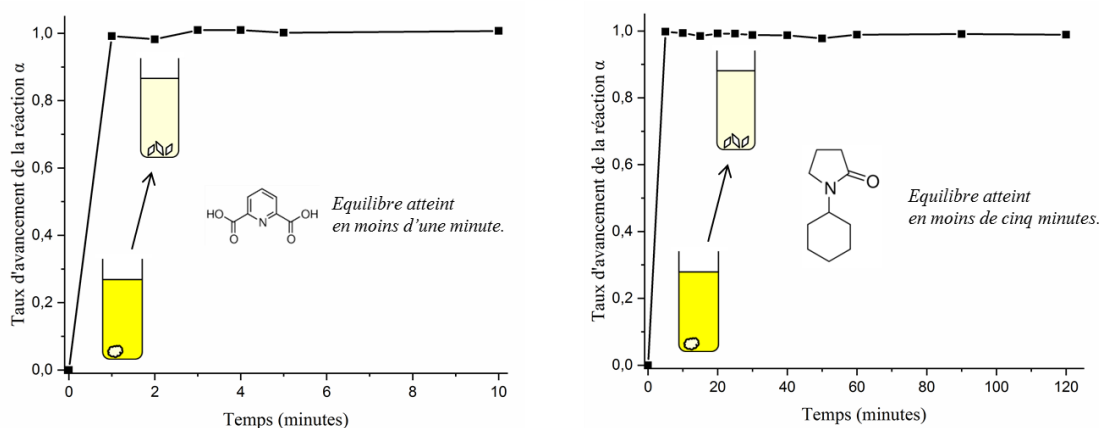 Taux d'avancement de la réaction α
1,0
0,8
0,6
0,4
0,2
0,0
0
2
4
6
8
10
Temps (minutes)
HO
O
N
O
OH
Equilibre atteint
en moins d'une minute.
Taux d'avancement de la réaction α
1,0
0,8
0,6
0,4
0,2
0,0
0
20
40
60
80
100
120
Temps (minutes)
N
O
Equilibre atteint
en moins de cinq minutes.